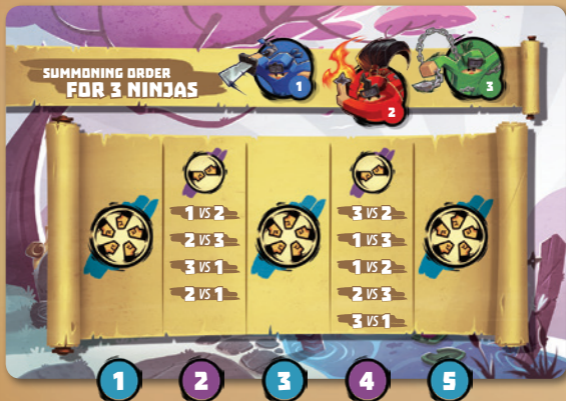 SUMMONING ORDER
FOR 3 NINJAS
1
2
3
1 VS 2
2 VS 3
3 VS 1
2 VS 1
3 VS 2
1 VS 3
1 VS 2
2 VS 3
3 VS 1
1
2
3
4
5